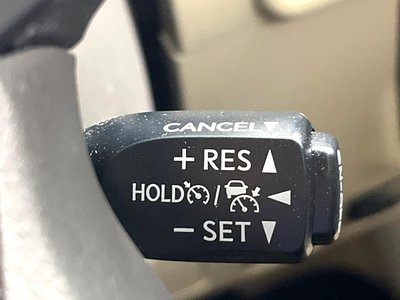 CANCEL ▼
+ RES ▲
HOLD / ◀
− SET ▼